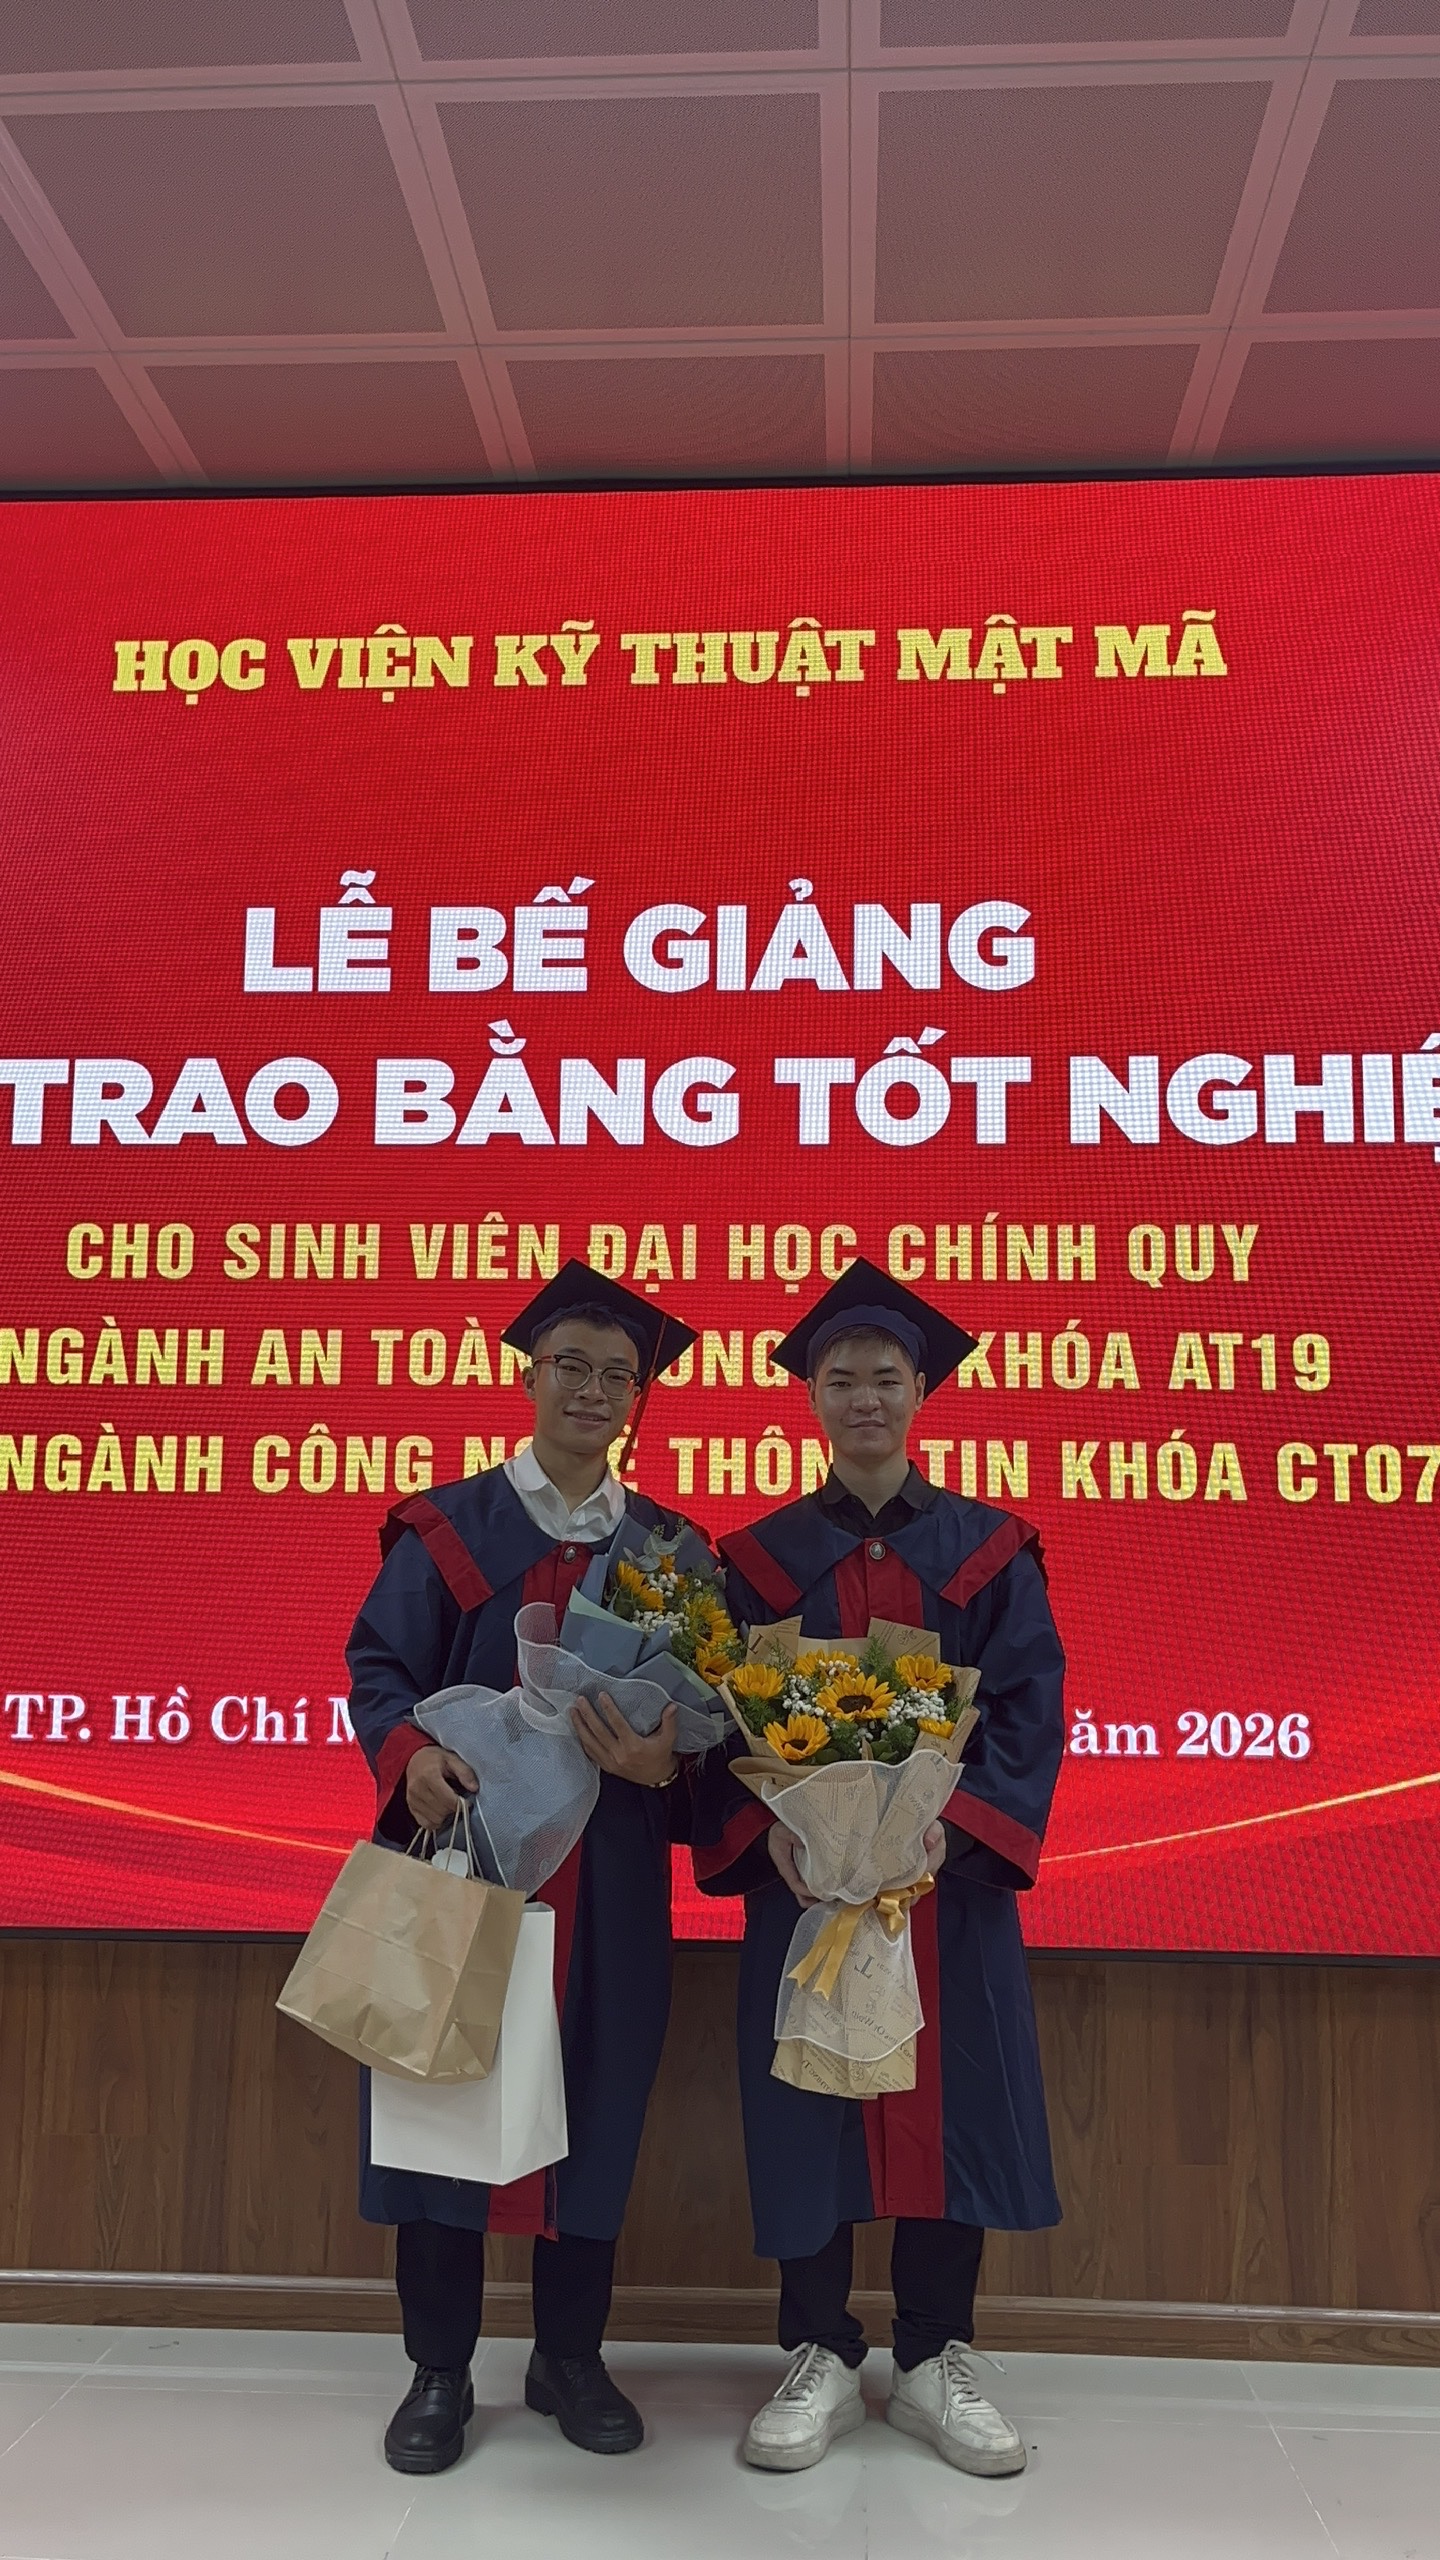 HỌC VIỆN KỸ THUẬT MẬT MÃ
LỄ BẾ GIẢNG
TRAO BẰNG TỐT
CHO SINH VIÊN ĐẠI HỌC CHÍNH QUY
NGÀNH AN KHÓA AT19
NGÀNH CÔNG TIN KHÓA CT07
TP. Hồ Chí 2026